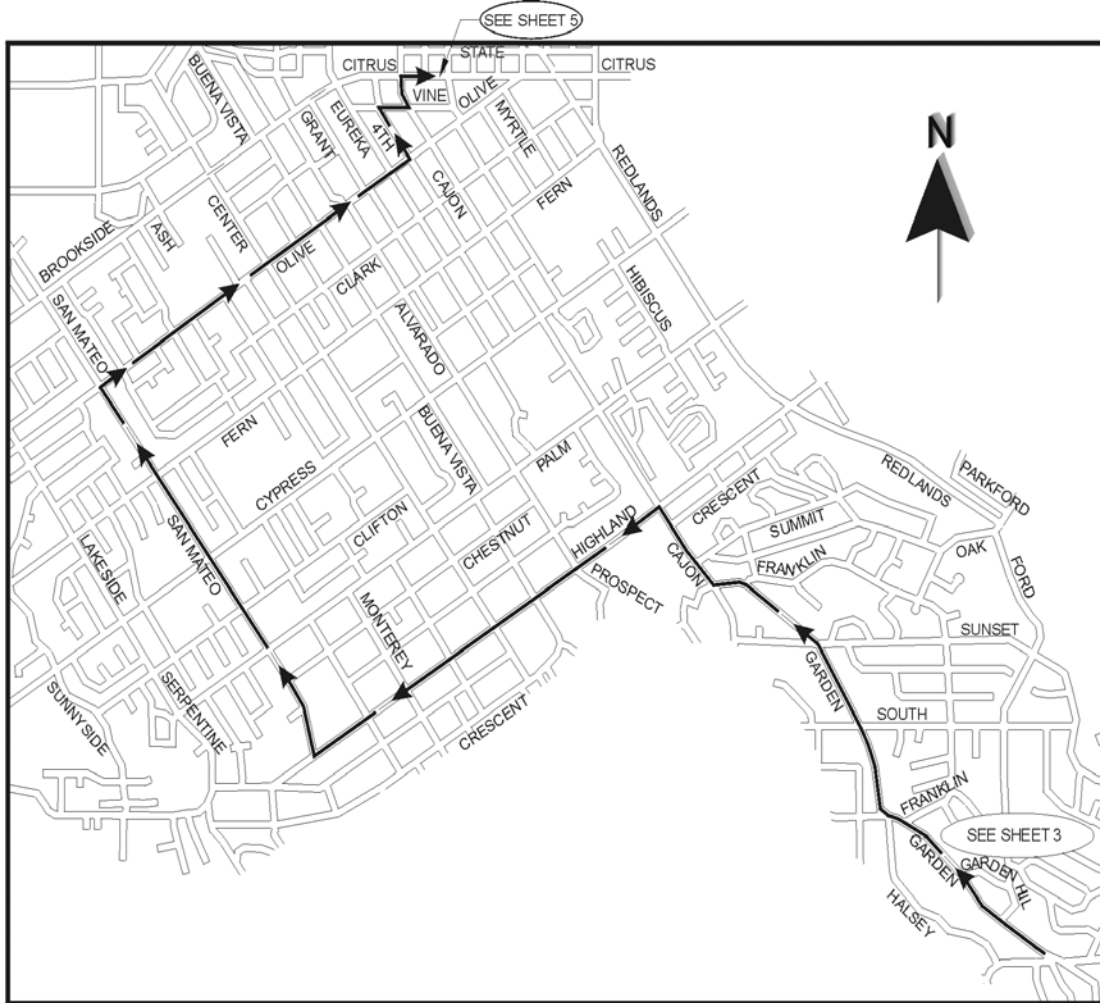 SEE SHEET 5
STATE
CITRUS
CITRUS
BUENA VISTA
VINE
OLIVE
GRANT
EUREKA
4TH
MYRTLE
N
REDLANDS
CAJON
FERN
CENTER
ASH
BROOKSIDE
OLIVE
CLARK
HIBISCUS
SAN MATEO
ALVARADO
FERN
BUENA VISTA
PALM
CYPRESS
REDLANDS
PARKFORD
CRESCENT
CLIFTON
SUMMIT
HIGHLAND
CHESTNUT
SAN MATEO
LAKESIDE
CAJON
FRANKLIN
OAK
FORD
PROSPECT
MONTEREY
SUNSET
GARDEN
SERPENTINE
SUNNYSIDE
CRESCENT
SOUTH
FRANKLIN
SEE SHEET 3
GARDEN
GARDEN HIL
HALSEY